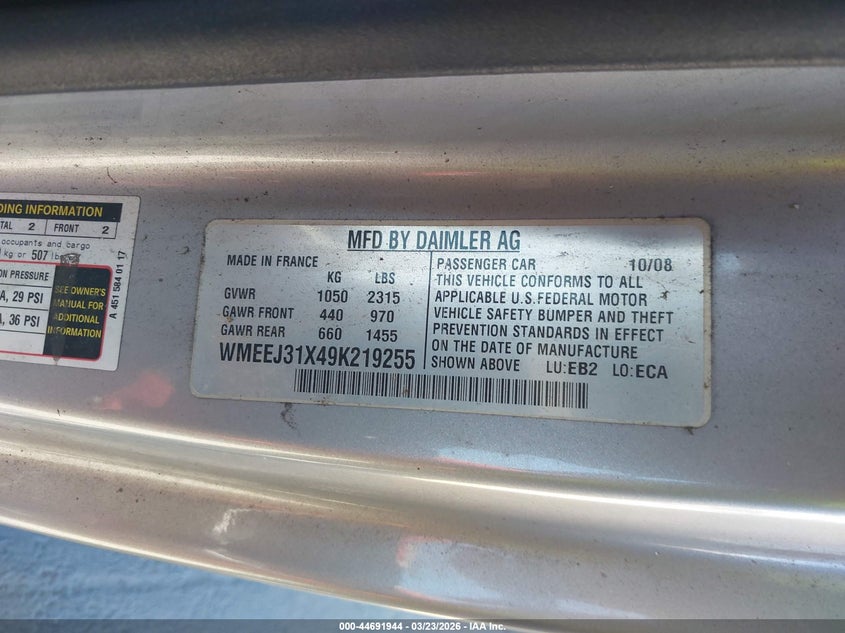 DING INFORMATION
TAL 2 FRONT 2
occupants and cargo
kg or 507 lbs
ON PRESSURE
A, 29 PSI
A, 36 PSI
SEE OWNER'S
MANUAL FOR
ADDITIONAL
INFORMATION
A 451 584 01 17
MFD BY DAIMLER AG
MADE IN FRANCE
KG LBS
GVWR 1050 2315
GAWR FRONT 440 970
GAWR REAR 660 1455
WMEEJ31X49K219255
PASSENGER CAR 10/08
THIS VEHICLE CONFORMS TO ALL
APPLICABLE U.S.FEDERAL MOTOR
VEHICLE SAFETY BUMPER AND THEFT
PREVENTION STANDARDS IN EFFECT
ON THE DATE OF MANUFACTURE
SHOWN ABOVE LU:EB2 LO:ECA
000-44691944 | 03/23/2026 - IAA Inc.